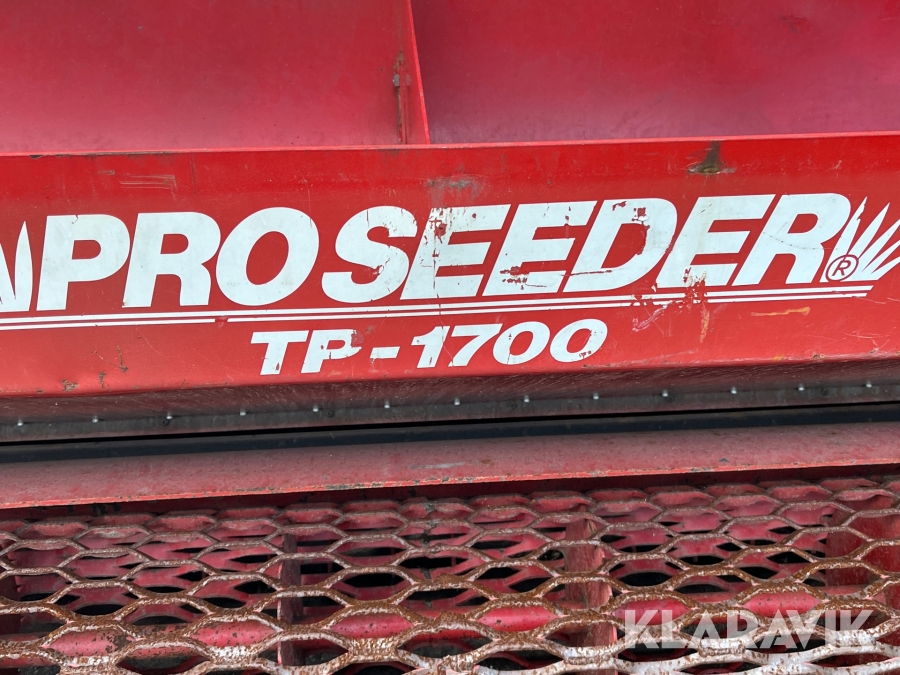 PROSEEDER®
TP-1700
KLARAVIK